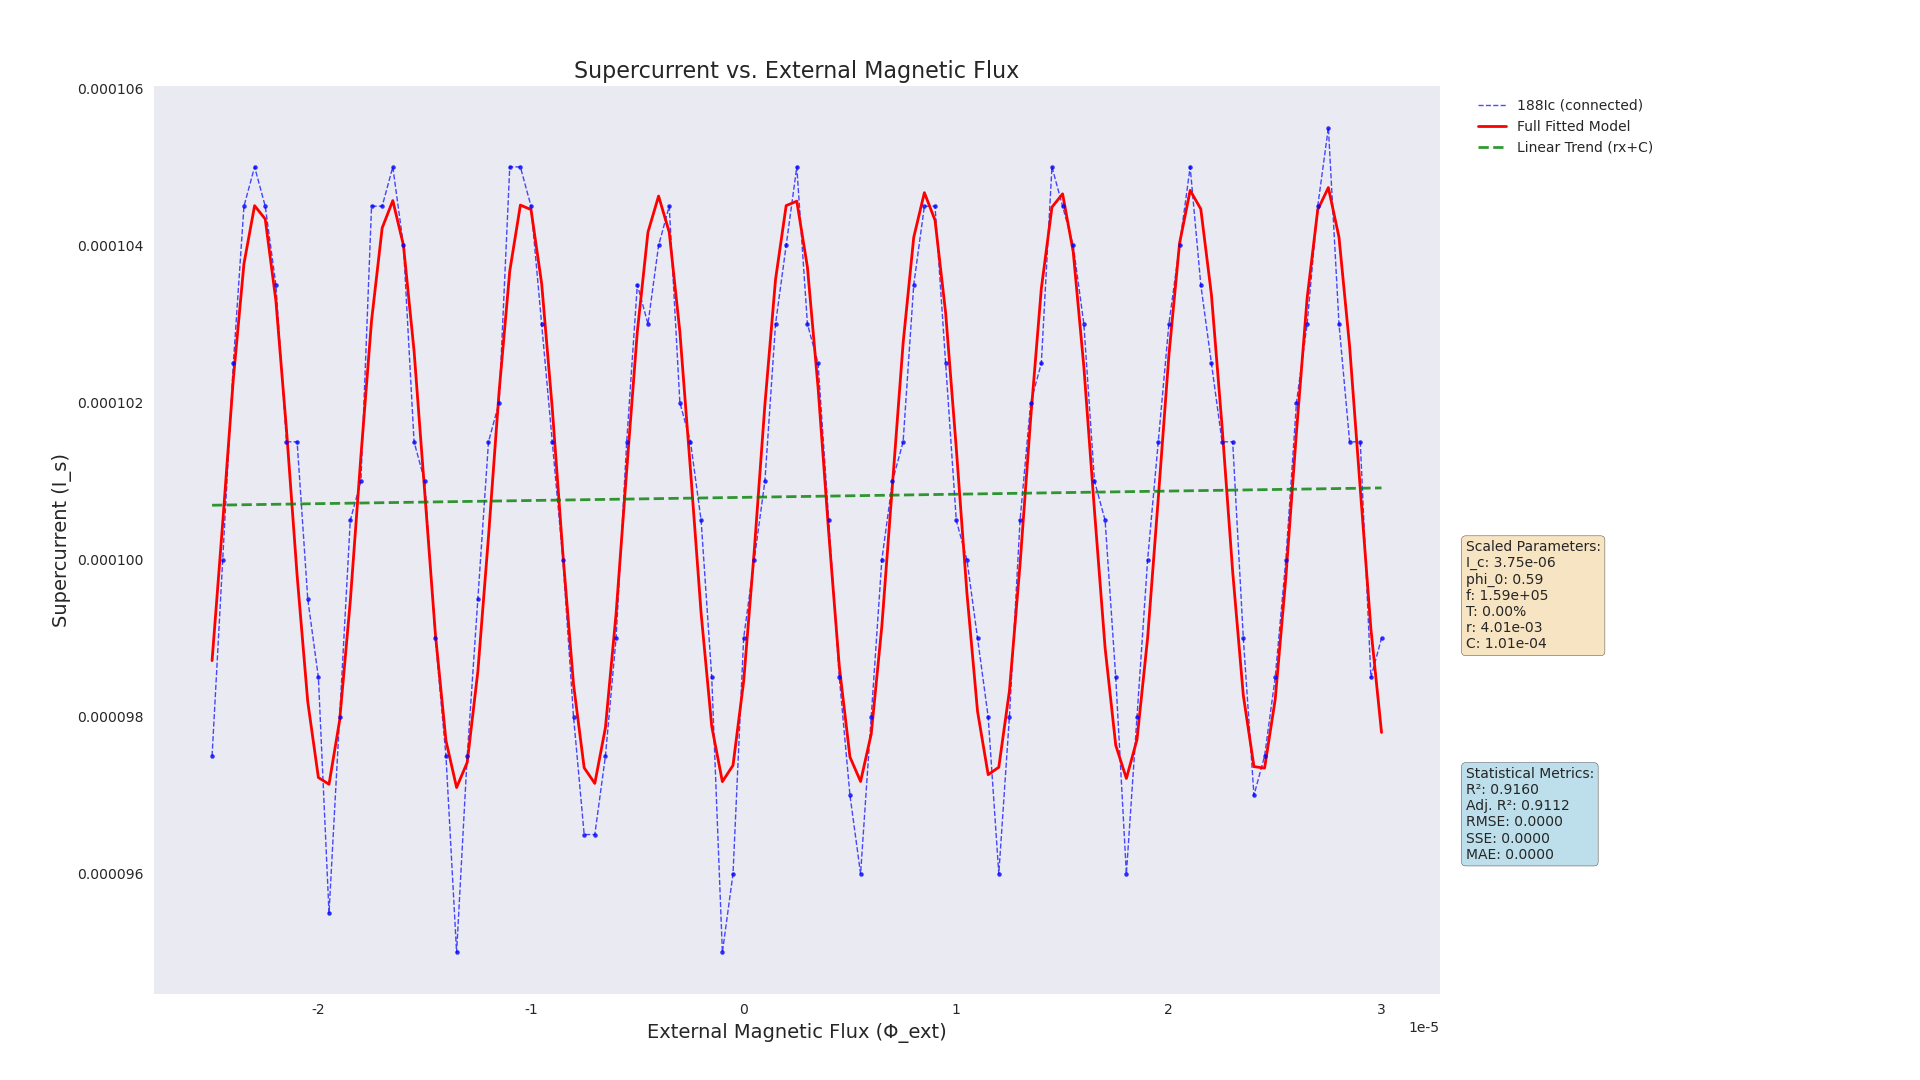 Supercurrent vs. External Magnetic Flux
0.000106
0.000104
0.000102
0.000100
0.000098
0.000096
Supercurrent (I_s)
-2
-1
0
1
2
3
1e-5
External Magnetic Flux (Φ_ext)
188Ic (connected)
Full Fitted Model
Linear Trend (rx+C)
Scaled Parameters:
I_c: 3.75e-06
phi_0: 0.59
f: 1.59e+05
T: 0.00%
r: 4.01e-03
C: 1.01e-04
Statistical Metrics:
R²: 0.9160
Adj. R²: 0.9112
RMSE: 0.0000
SSE: 0.0000
MAE: 0.0000